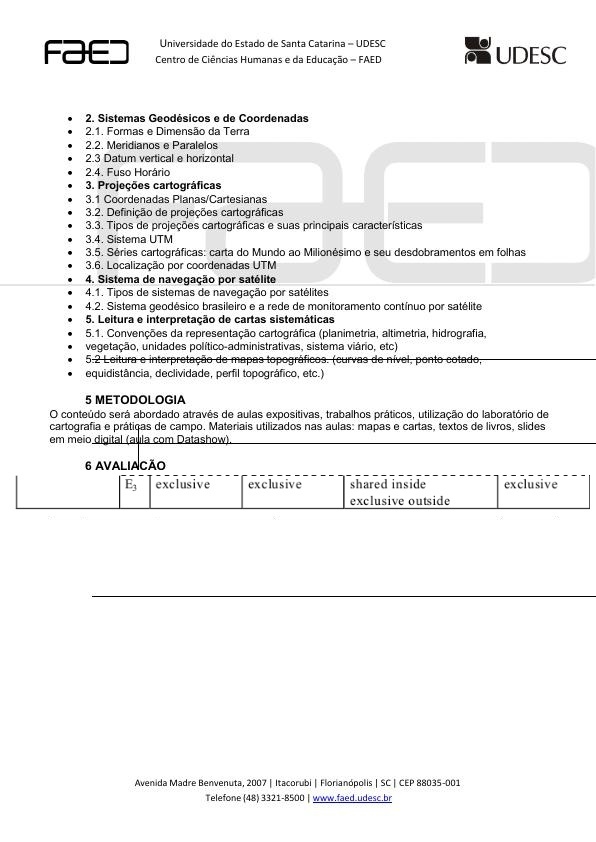 FAED
Universidade do Estado de Santa Catarina – UDESC
Centro de Ciências Humanas e da Educação – FAED
UDESC
• 2. Sistemas Geodésicos e de Coordenadas
• 2.1. Formas e Dimensão da Terra
• 2.2. Meridianos e Paralelos
• 2.3 Datum vertical e horizontal
• 2.4. Fuso Horário
• 3. Projeções cartográficas
• 3.1 Coordenadas Planas/Cartesianas
• 3.2. Definição de projeções cartográficas
• 3.3. Tipos de projeções cartográficas e suas principais características
• 3.4. Sistema UTM
• 3.5. Séries cartográficas: carta do Mundo ao Milionésimo e seu desdobramentos em folhas
• 3.6. Localização por coordenadas UTM
• 4. Sistema de navegação por satélite
• 4.1. Tipos de sistemas de navegação por satélites
• 4.2. Sistema geodésico brasileiro e a rede de monitoramento contínuo por satélite
• 5. Leitura e interpretação de cartas sistemáticas
• 5.1. Convenções da representação cartográfica (planimetria, altimetria, hidrografia,
• vegetação, unidades político-administrativas, sistema viário, etc)
• 5.2 Leitura e interpretação de mapas topográficos. (curvas de nível, ponto cotado,
• equidistância, declividade, perfil topográfico, etc.)
5 METODOLOGIA
O conteúdo será abordado através de aulas expositivas, trabalhos práticos, utilização do laboratório de
cartografia e práticas de campo. Materiais utilizados nas aulas: mapas e cartas, textos de livros, slides
em meio digital (aula com Datashow).
6 AVALIAÇÃO
E3 exclusive exclusive shared inside exclusive
exclusive outside
Avenida Madre Benvenuta, 2007 | Itacorubi | Florianópolis | SC | CEP 88035-001
Telefone (48) 3321-8500 | www.faed.udesc.br